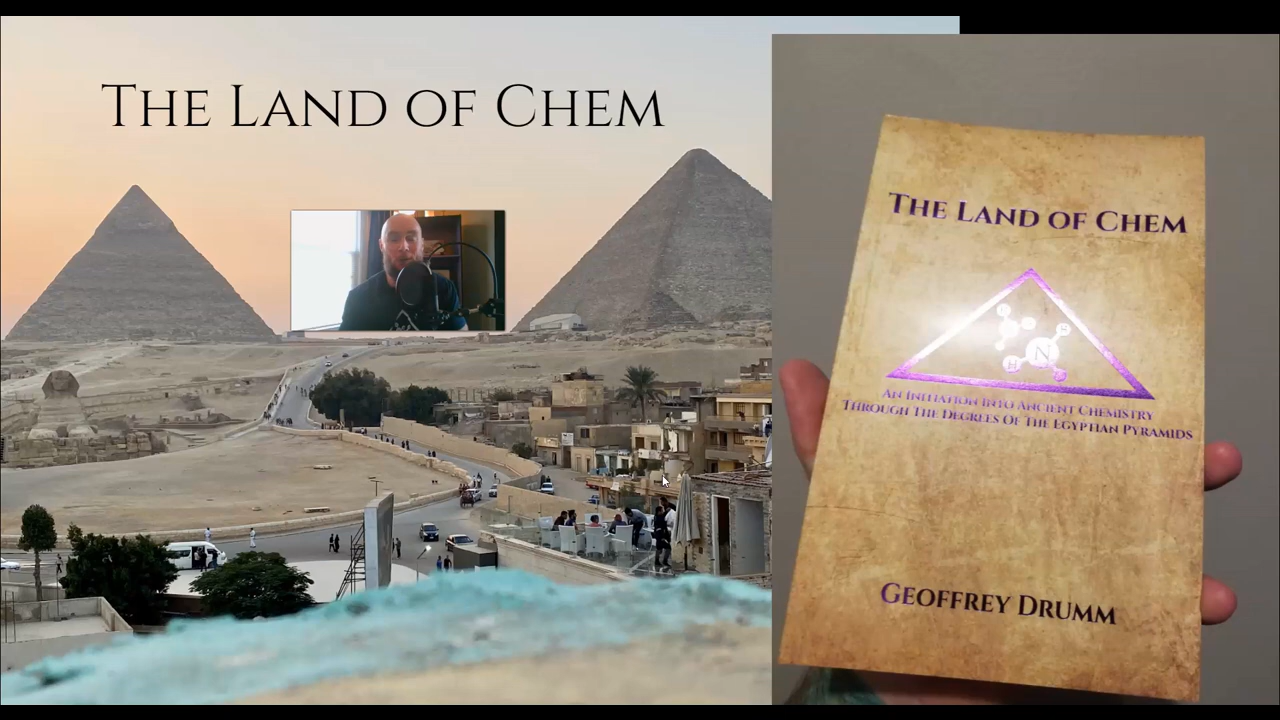 The Land of Chem
The Land of Chem
N
H
An Initiation Into Ancient Chemistry
Through The Degrees Of The Egyptian Pyramids
Geoffrey Drumm